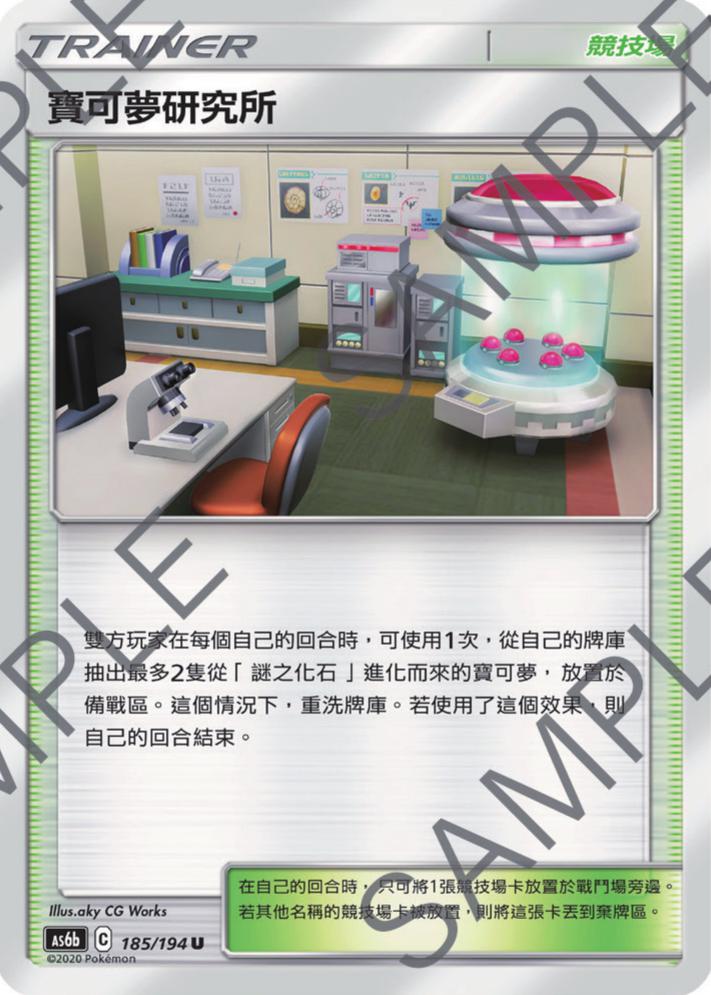 TRAINER
競技場
寶可夢研究所
雙方玩家在每個自己的回合時，可使用1次，從自己的牌庫
抽出最多2隻從「謎之化石」進化而來的寶可夢，放置於
備戰區。這個情況下，重洗牌庫。若使用了這個效果，則
自己的回合結束。
在自己的回合時，只可將1張競技場卡放置於戰鬥場旁邊。
若其他名稱的競技場卡被放置，則將這張卡丟到棄牌區。
Illus.aky CG Works
AS6b C 185/194 U
©2020 Pokémon
SAMPLE
SAMPLE
SAMPLE
SAMPLE
SAMPLE